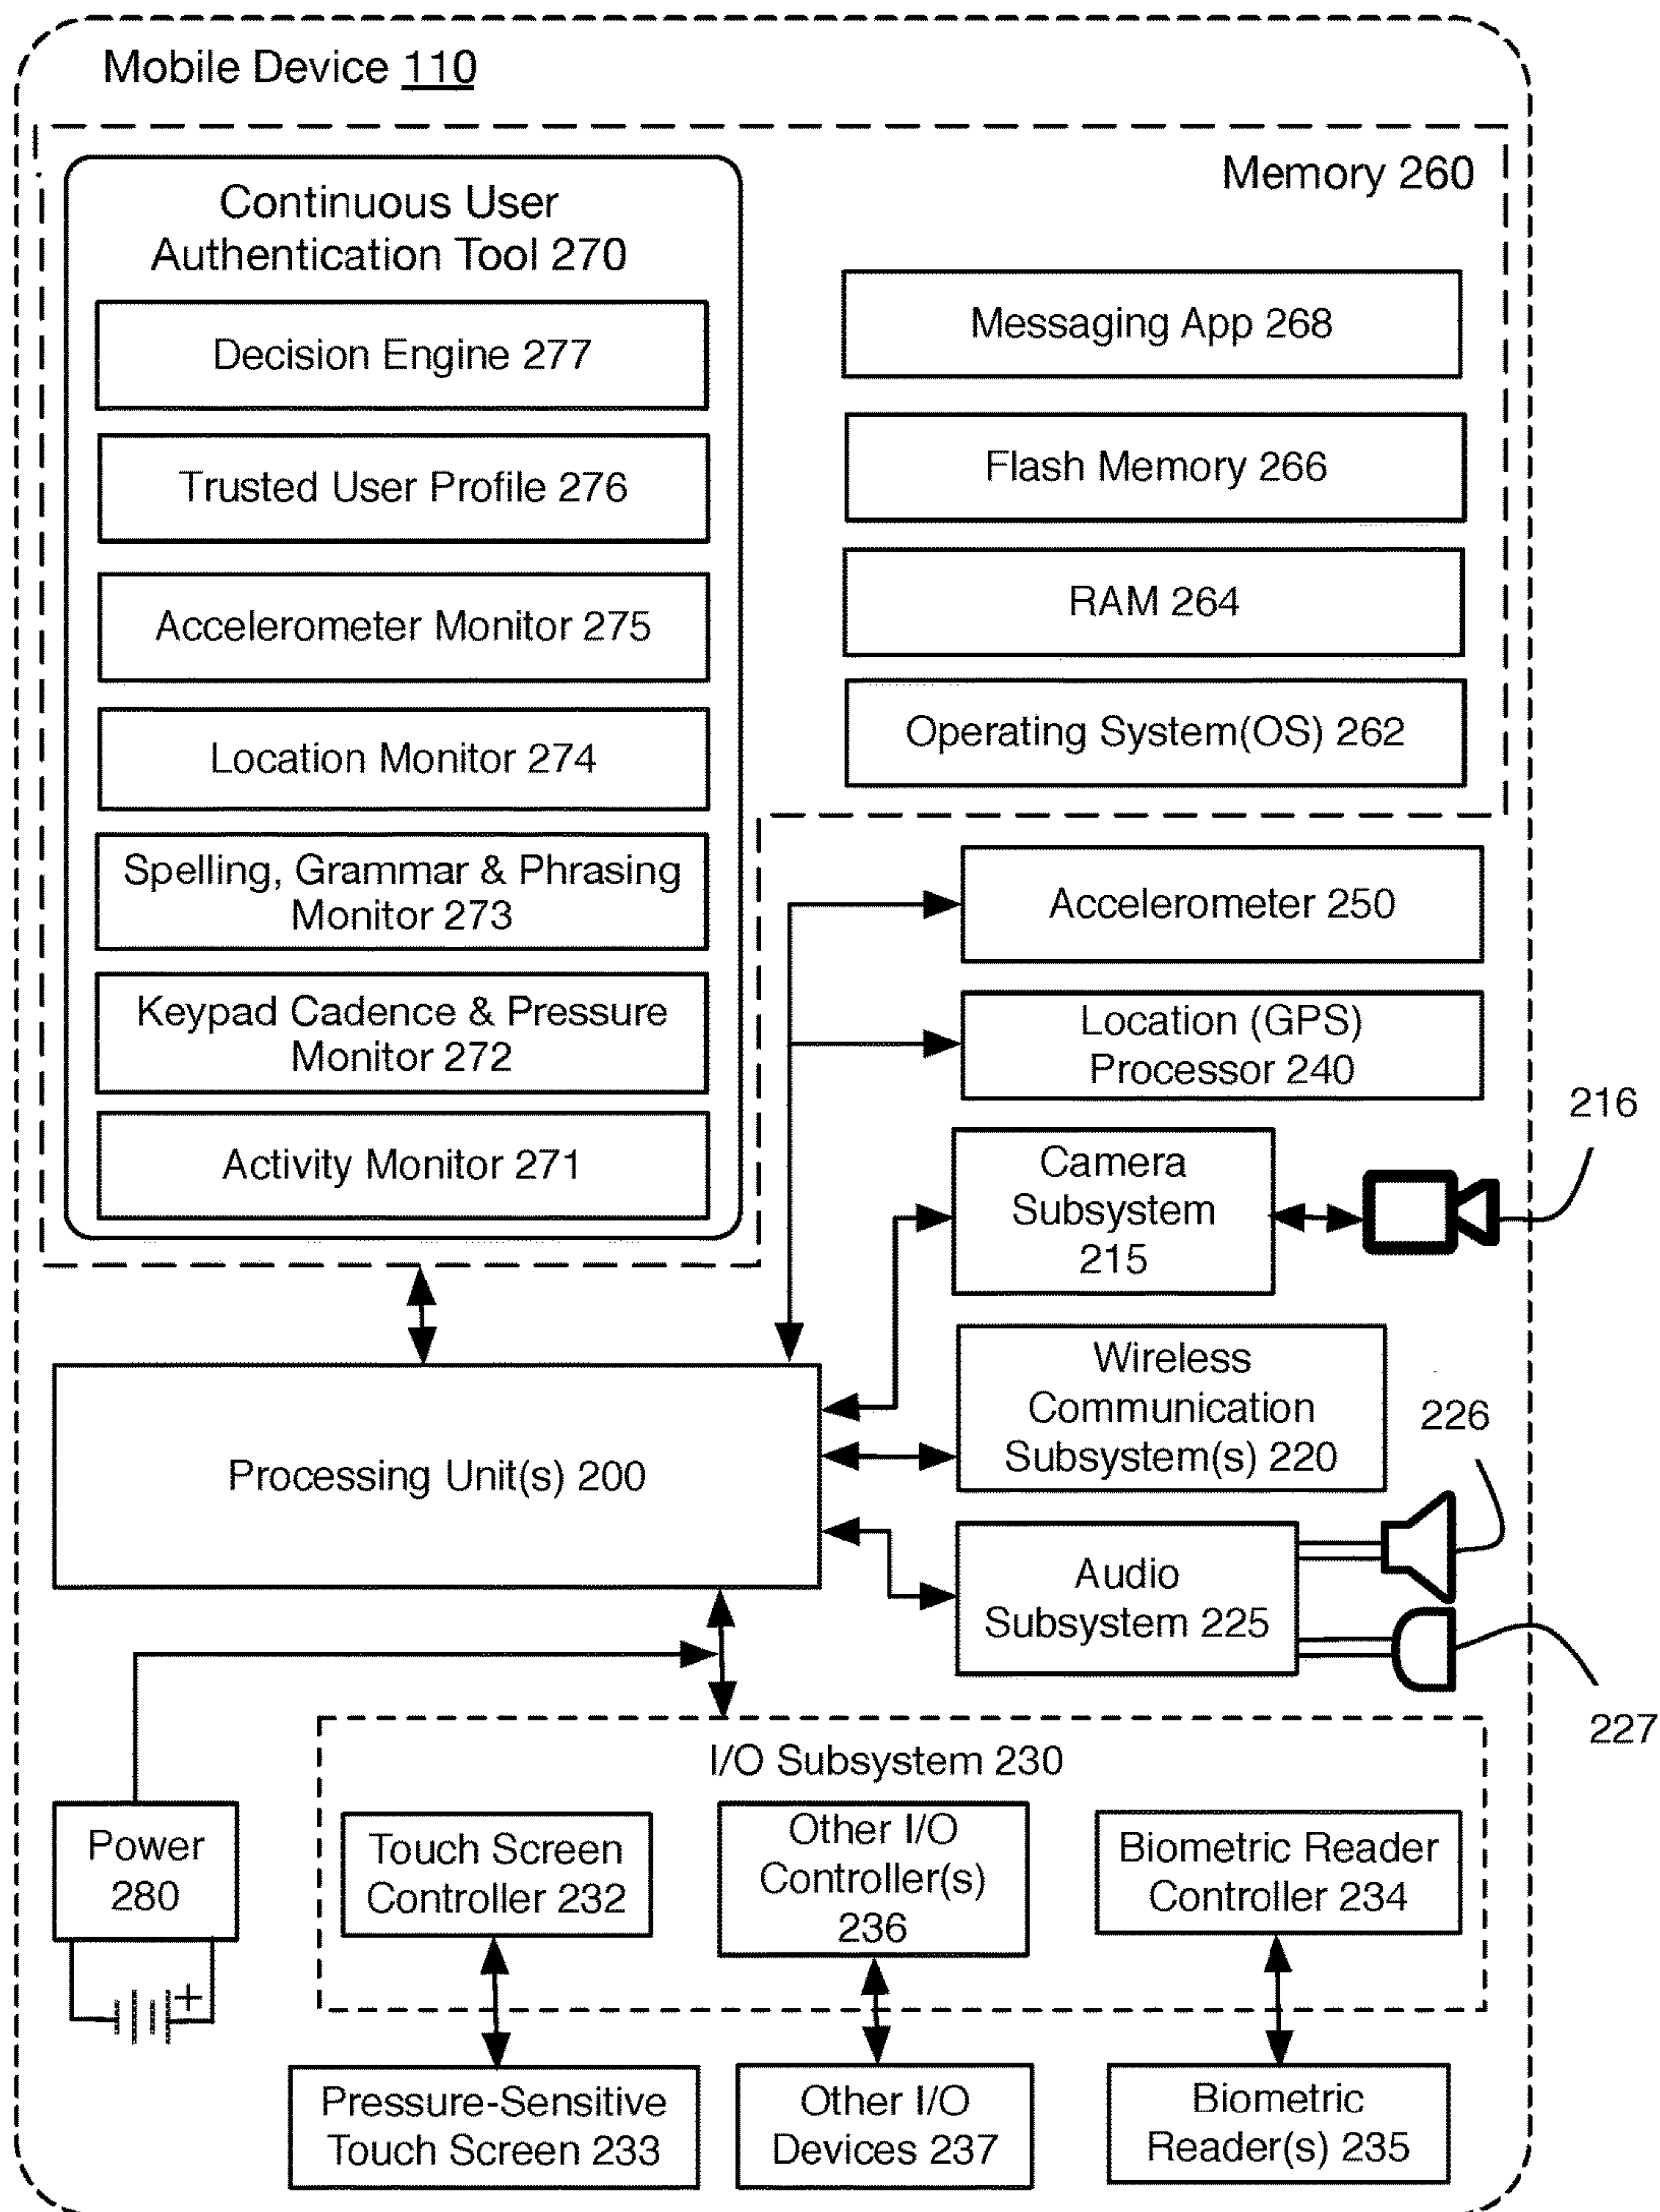 Mobile Device 110
Memory 260
Continuous User
Authentication Tool 270
Decision Engine 277
Trusted User Profile 276
Accelerometer Monitor 275
Location Monitor 274
Spelling, Grammar & Phrasing
Monitor 273
Keypad Cadence & Pressure
Monitor 272
Activity Monitor 271
Messaging App 268
Flash Memory 266
RAM 264
Operating System(OS) 262
Accelerometer 250
Location (GPS)
Processor 240
Camera
Subsystem
215
216
Wireless
Communication
Subsystem(s) 220
Processing Unit(s) 200
226
Audio
Subsystem 225
227
I/O Subsystem 230
Power
280
+
Touch Screen
Controller 232
Other I/O
Controller(s)
236
Biometric Reader
Controller 234
Pressure-Sensitive
Touch Screen 233
Other I/O
Devices 237
Biometric
Reader(s) 235